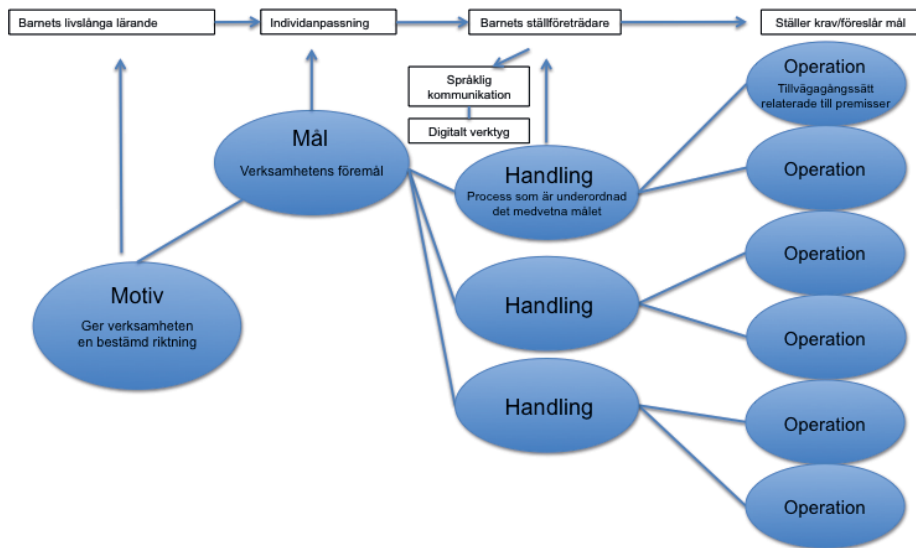 Barnets livslånga lärande
Individanpassning
Barnets ställföreträdare
Ställer krav/föreslår mål
Språklig
kommunikation
Digitalt verktyg
Motiv
Ger verksamheten
en bestämd riktning
Mål
Verksamhetens föremål
Handling
Process som är underordnad
det medvetna målet
Handling
Handling
Operation
Tillvägagångssätt
relaterade till premisser
Operation
Operation
Operation
Operation
Operation